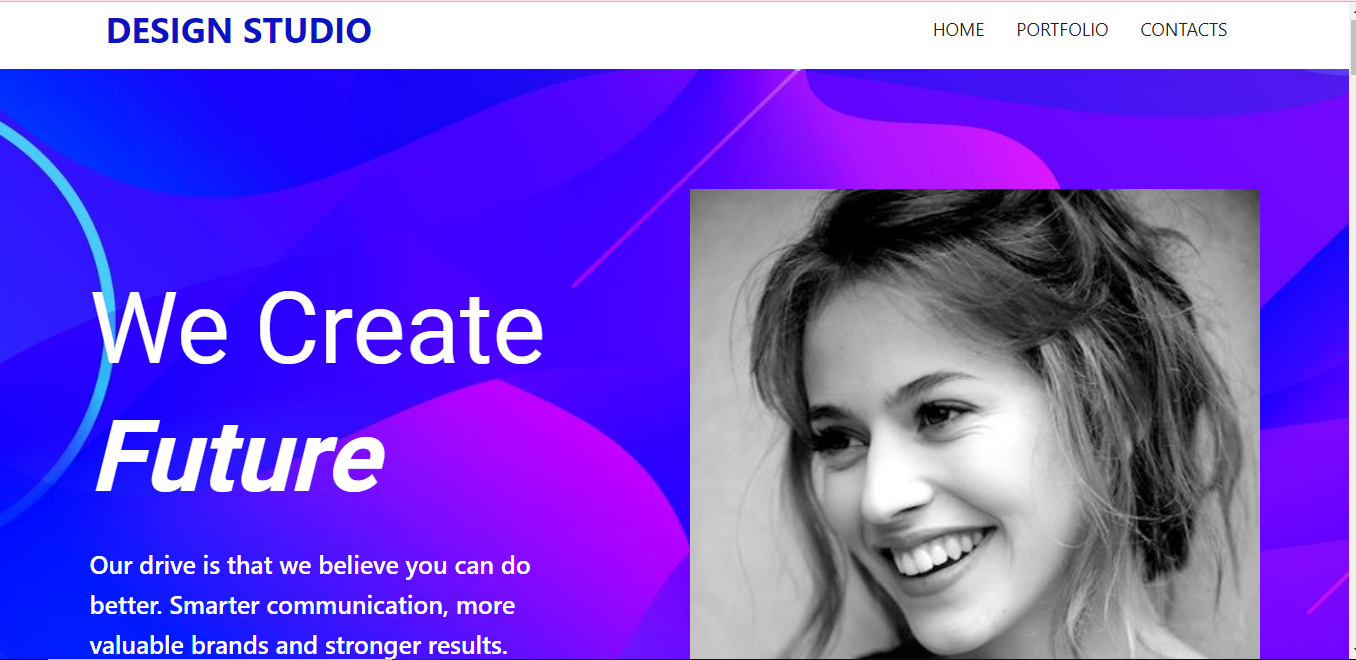 DESIGN STUDIO
HOME PORTFOLIO CONTACTS
We Create
Future
Our drive is that we believe you can do
better. Smarter communication, more
valuable brands and stronger results.